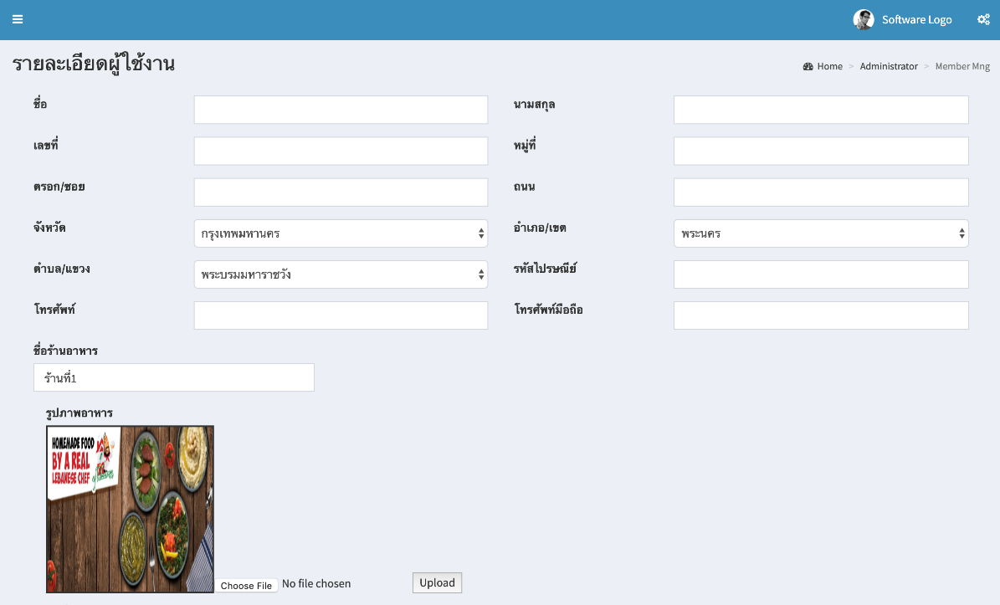 Software Logo
รายละเอียดผู้ใช้งาน
Home > Administrator > Member Mng
ชื่อ
นามสกุล
เลขที่
หมู่ที่
ตรอก/ซอย
ถนน
จังหวัด
กรุงเทพมหานคร
อำเภอ/เขต
พระนคร
ตำบล/แขวง
พระบรมมหาราชวัง
รหัสไปรษณีย์
โทรศัพท์
โทรศัพท์มือถือ
ชื่อร้านอาหาร
ร้านที่1
รูปภาพอาหาร
HOMEMADE FOOD
BY A REAL
LEBANESE CHEF
Choose File No file chosen
Upload